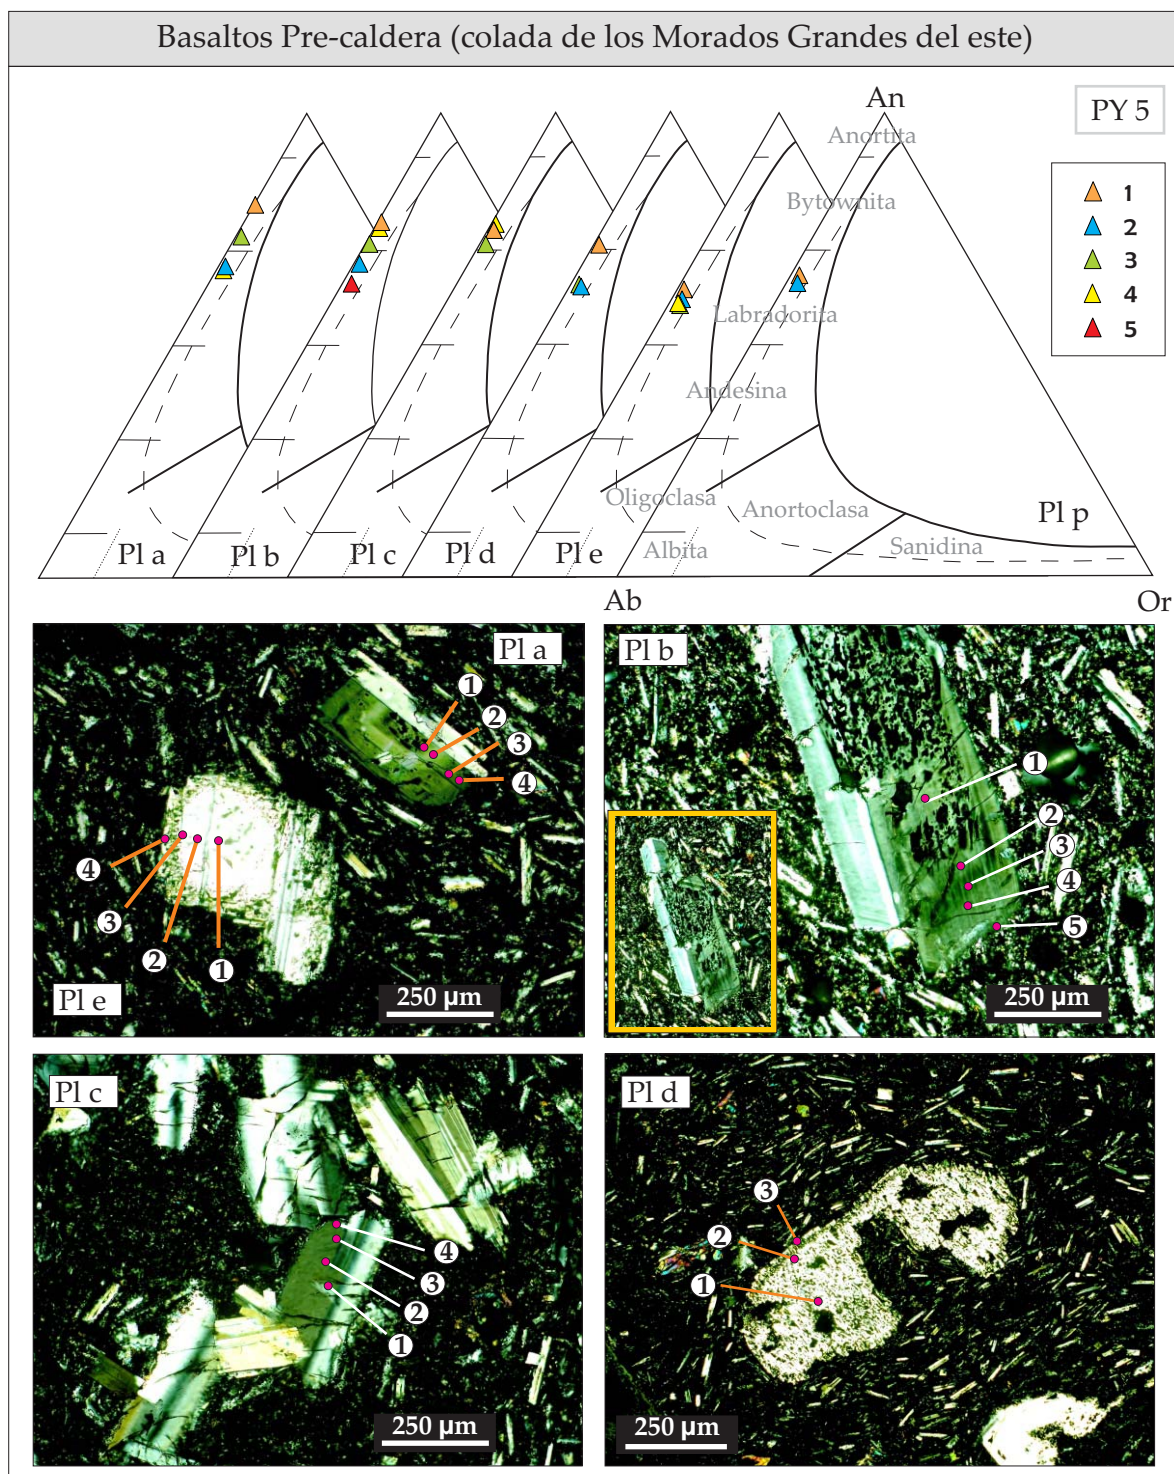 Basaltos Pre-caldera (colada de los Morados Grandes del este)
An
PY 5
Anortita
1
2
3
4
5
Bytownita
Labradorita
Andesina
Oligoclasa
Anortoclasa
Pl p
Albita
Sanidina
Pl a
Pl b
Pl c
Pl d
Pl e
Ab
Or
Pl a
1
2
3
4
4
3
2
1
Pl e
250 µm
Pl b
1
2
3
4
5
250 µm
Pl c
4
3
2
1
250 µm
Pl d
3
2
1
250 µm